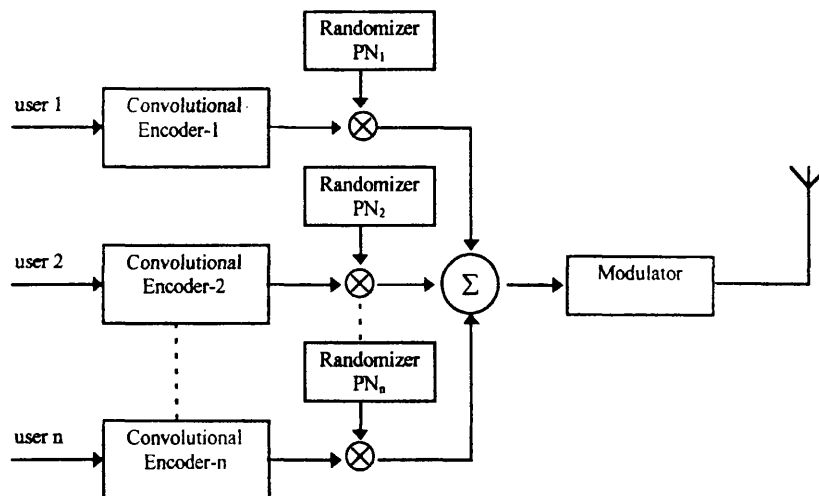 Randomizer
PN1
user 1
Convolutional
Encoder-1
Randomizer
PN2
user 2
Convolutional
Encoder-2
Σ
Modulator
Randomizer
PNn
user n
Convolutional
Encoder-n